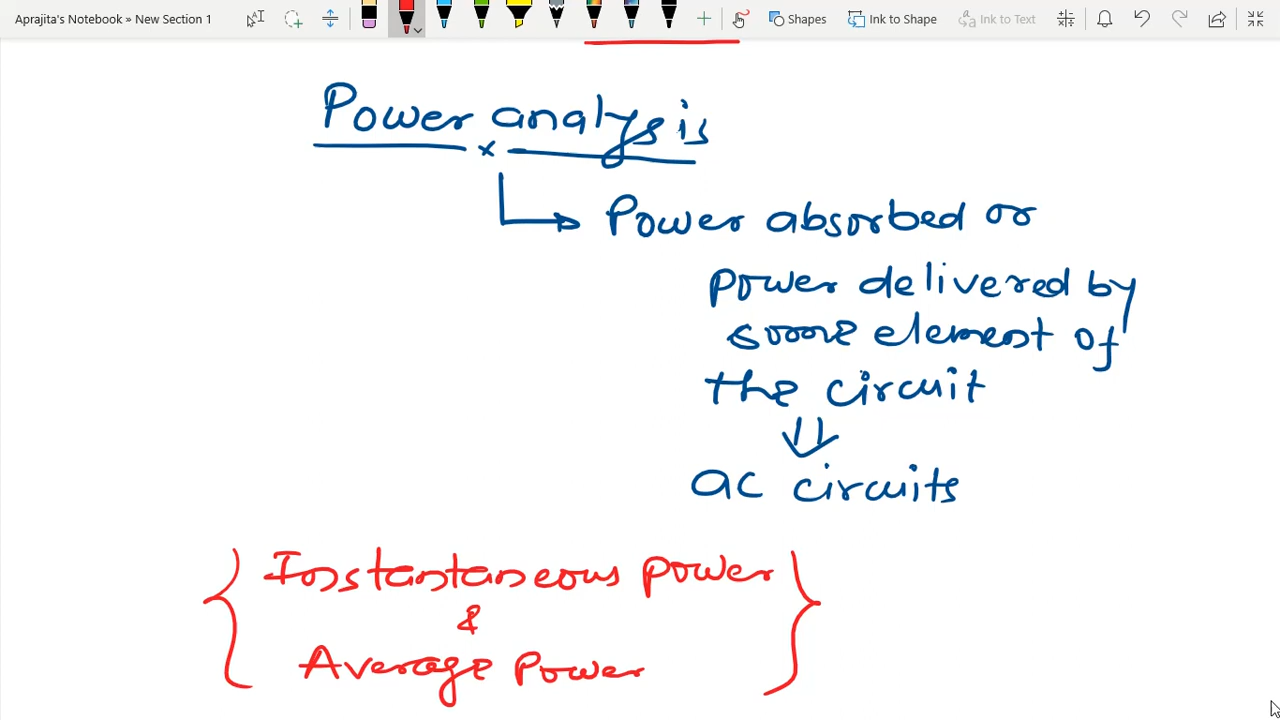 Aprajita's Notebook » New Section 1
Shapes
Ink to Shape
Ink to Text
Power analysis
Power absorbed or
power delivered by
some element of
the circuit
ac circuits
Instantaneous power
&
Average Power